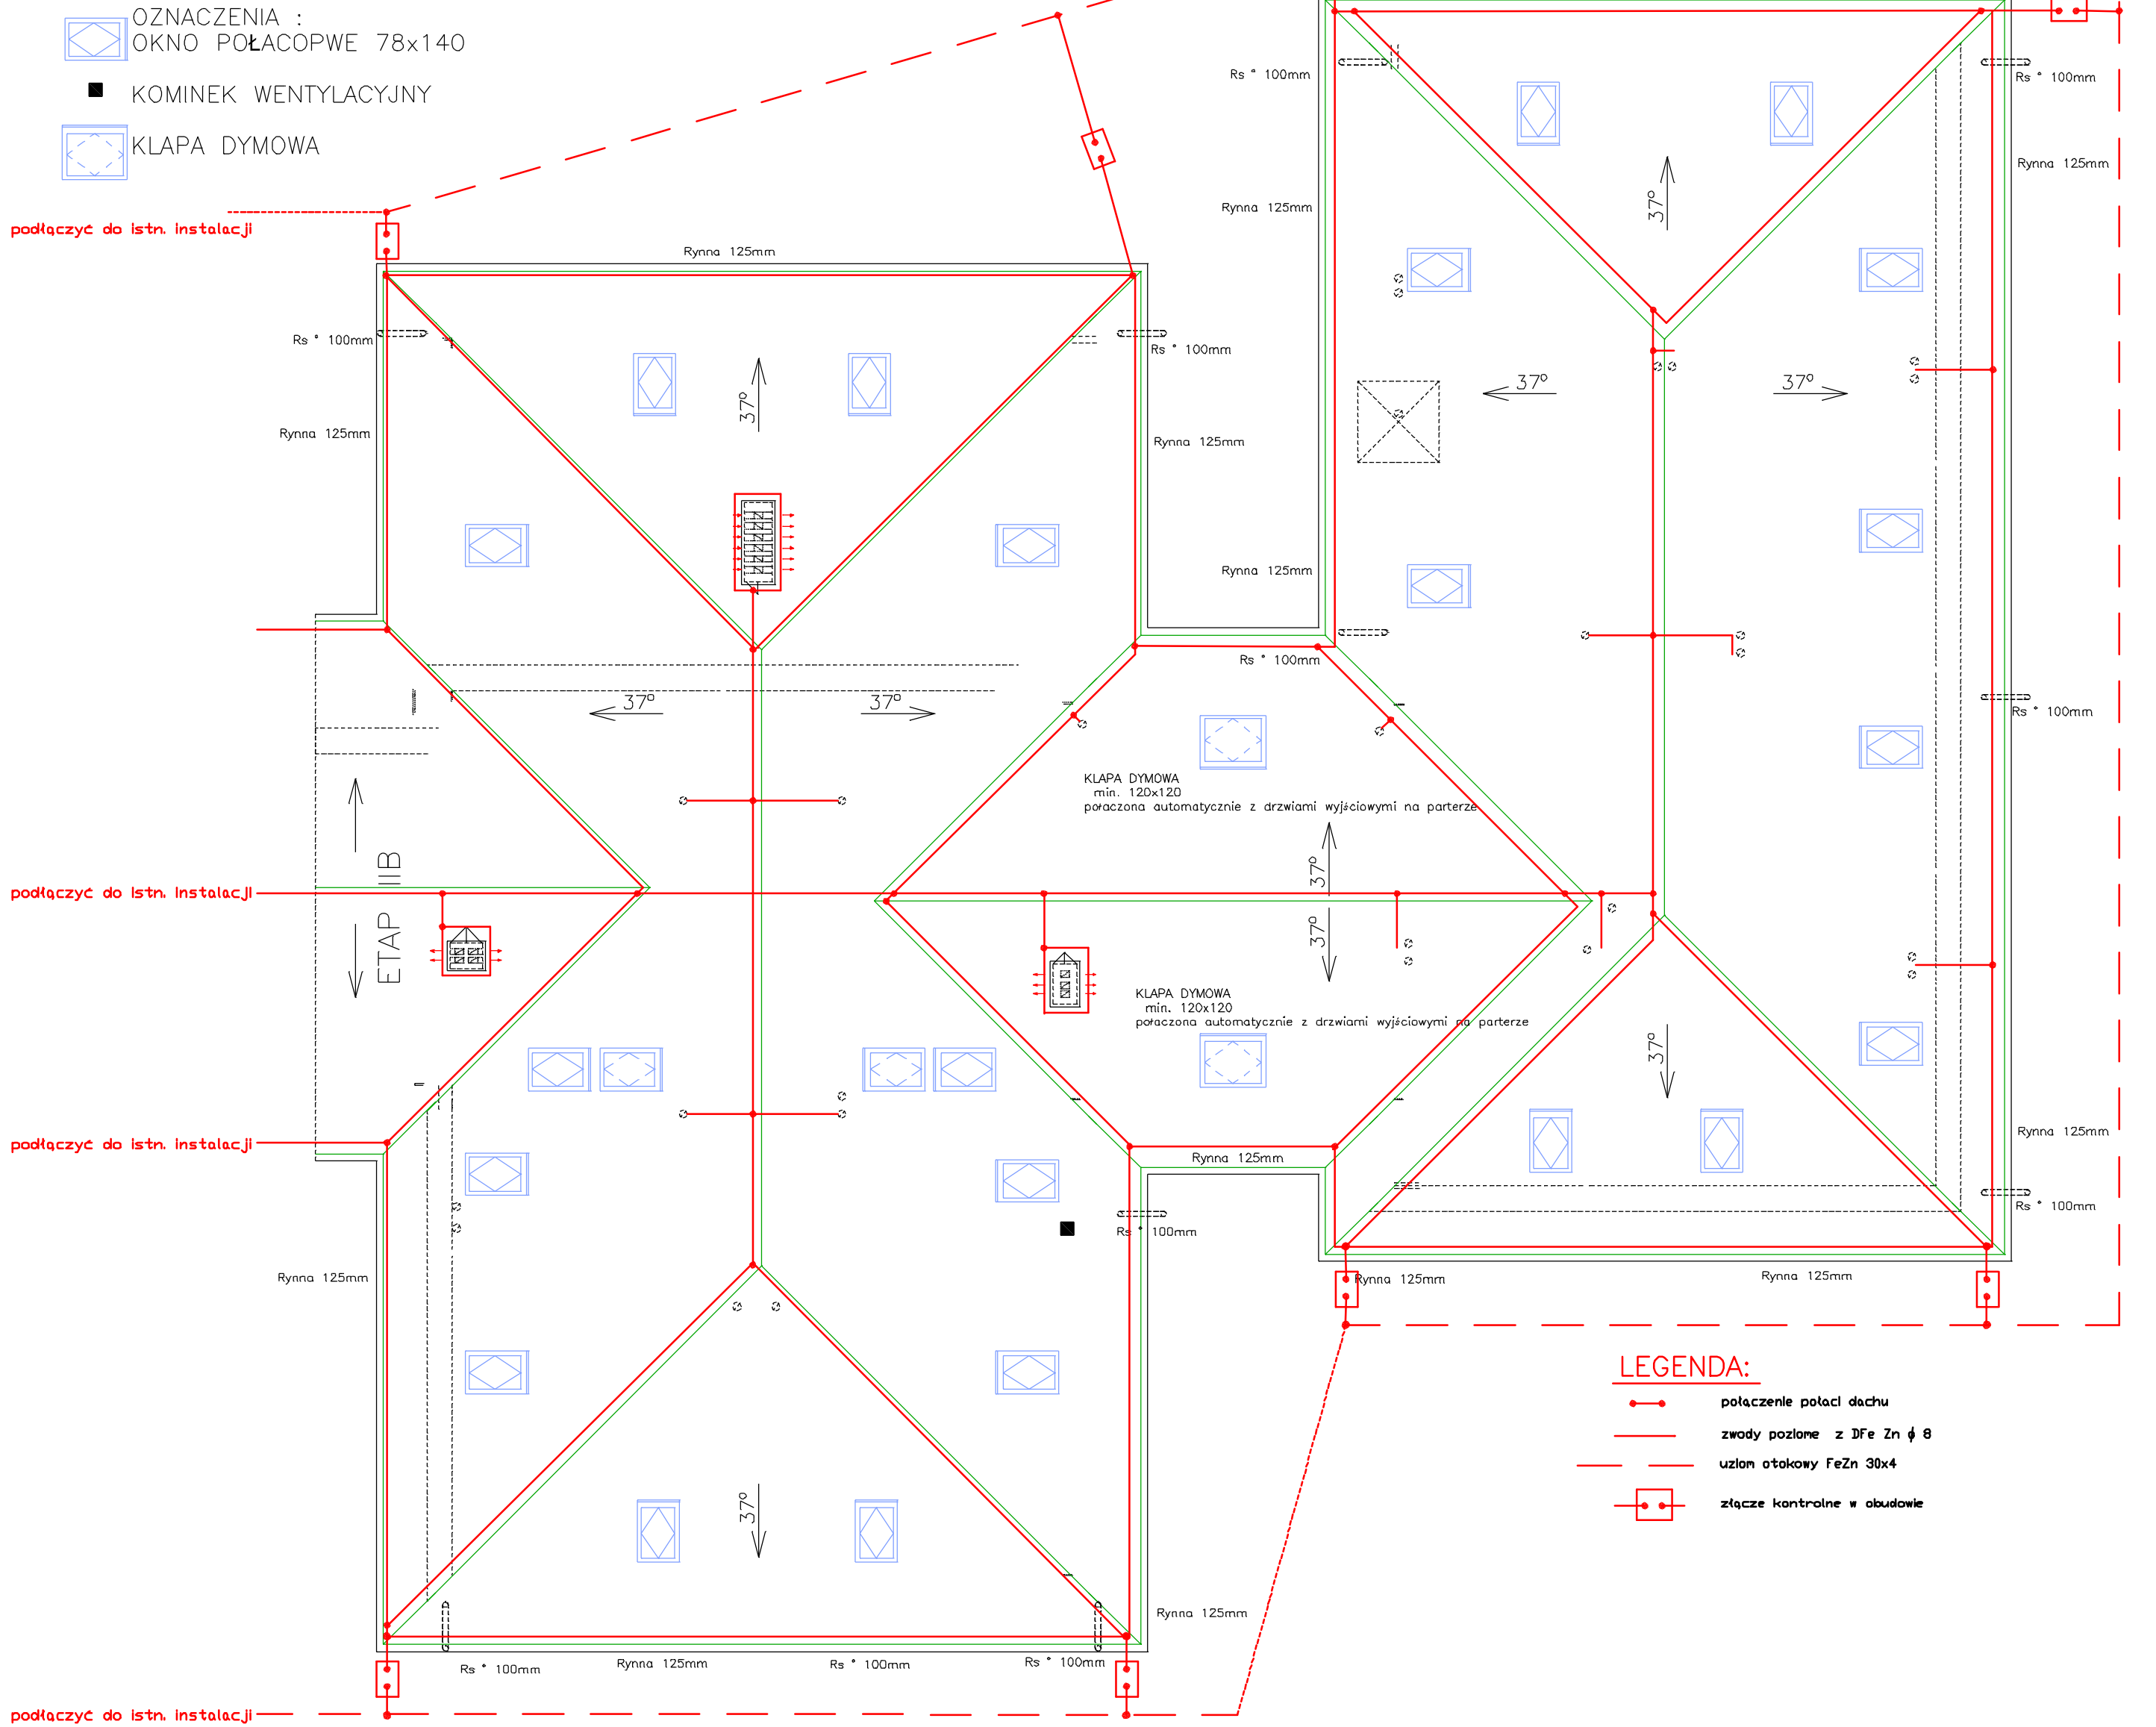 OZNACZENIA :
OKNO POŁACOPWE 78x140
KOMINEK WENTYLACYJNY
KLAPA DYMOWA
podłączyć do istn. instalacji
Rynna 125mm
Rs ° 100mm
Rynna 125mm
37°
Rs ° 100mm
Rynna 125mm
Rs ° 100mm
Rynna 125mm
Rynna 125mm
Rs ° 100mm
37°
Rs ° 100mm
Rynna 125mm
37°
37°
37°
37°
KLAPA DYMOWA
min. 120x120
połaczona automatycznie z drzwiami wyjściowymi na parterze
37°
37°
Rs ° 100mm
podłączyć do istn. instalacji
ETAP IIB
KLAPA DYMOWA
min. 120x120
połaczona automatycznie z drzwiami wyjściowymi na parterze
37°
podłączyć do istn. instalacji
Rynna 125mm
Rynna 125mm
Rs ° 100mm
Rs ° 100mm
Rynna 125mm
Rynna 125mm
Rynna 125mm
37°
Rynna 125mm
Rs ° 100mm
Rynna 125mm
Rs ° 100mm
Rs ° 100mm
podłączyć do istn. instalacji
LEGENDA:
połączenie połaci dachu
zwody poziome z DFe Zn ϕ 8
uziom otokowy FeZn 30x4
złącze kontrolne w obudowie